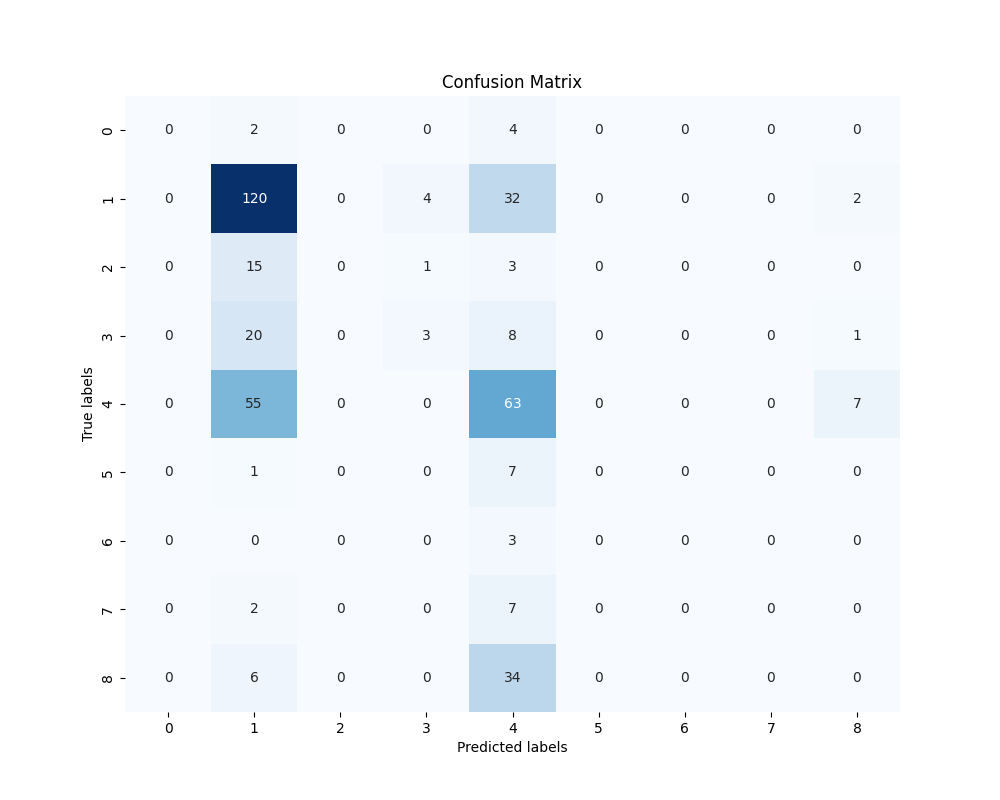 Confusion Matrix
True labels
0 0 2 0 0 4 0 0 0 0
1 0 120 0 4 32 0 0 0 2
2 0 15 0 1 3 0 0 0 0
3 0 20 0 3 8 0 0 0 1
4 0 55 0 0 63 0 0 0 7
5 0 1 0 0 7 0 0 0 0
6 0 0 0 0 3 0 0 0 0
7 0 2 0 0 7 0 0 0 0
8 0 6 0 0 34 0 0 0 0
0 1 2 3 4 5 6 7 8
Predicted labels